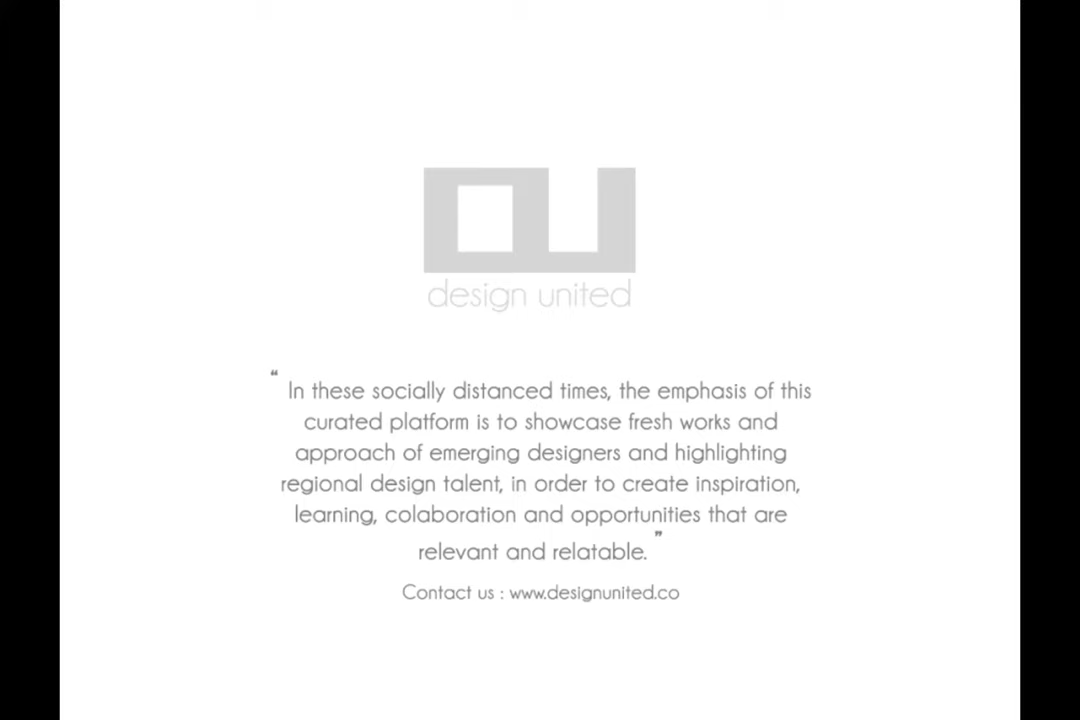 DU
design united
“ In these socially distanced times, the emphasis of this
curated platform is to showcase fresh works and
approach of emerging designers and highlighting
regional design talent, in order to create inspiration,
learning, colaboration and opportunities that are
relevant and relatable. ”
Contact us : www.designunited.co